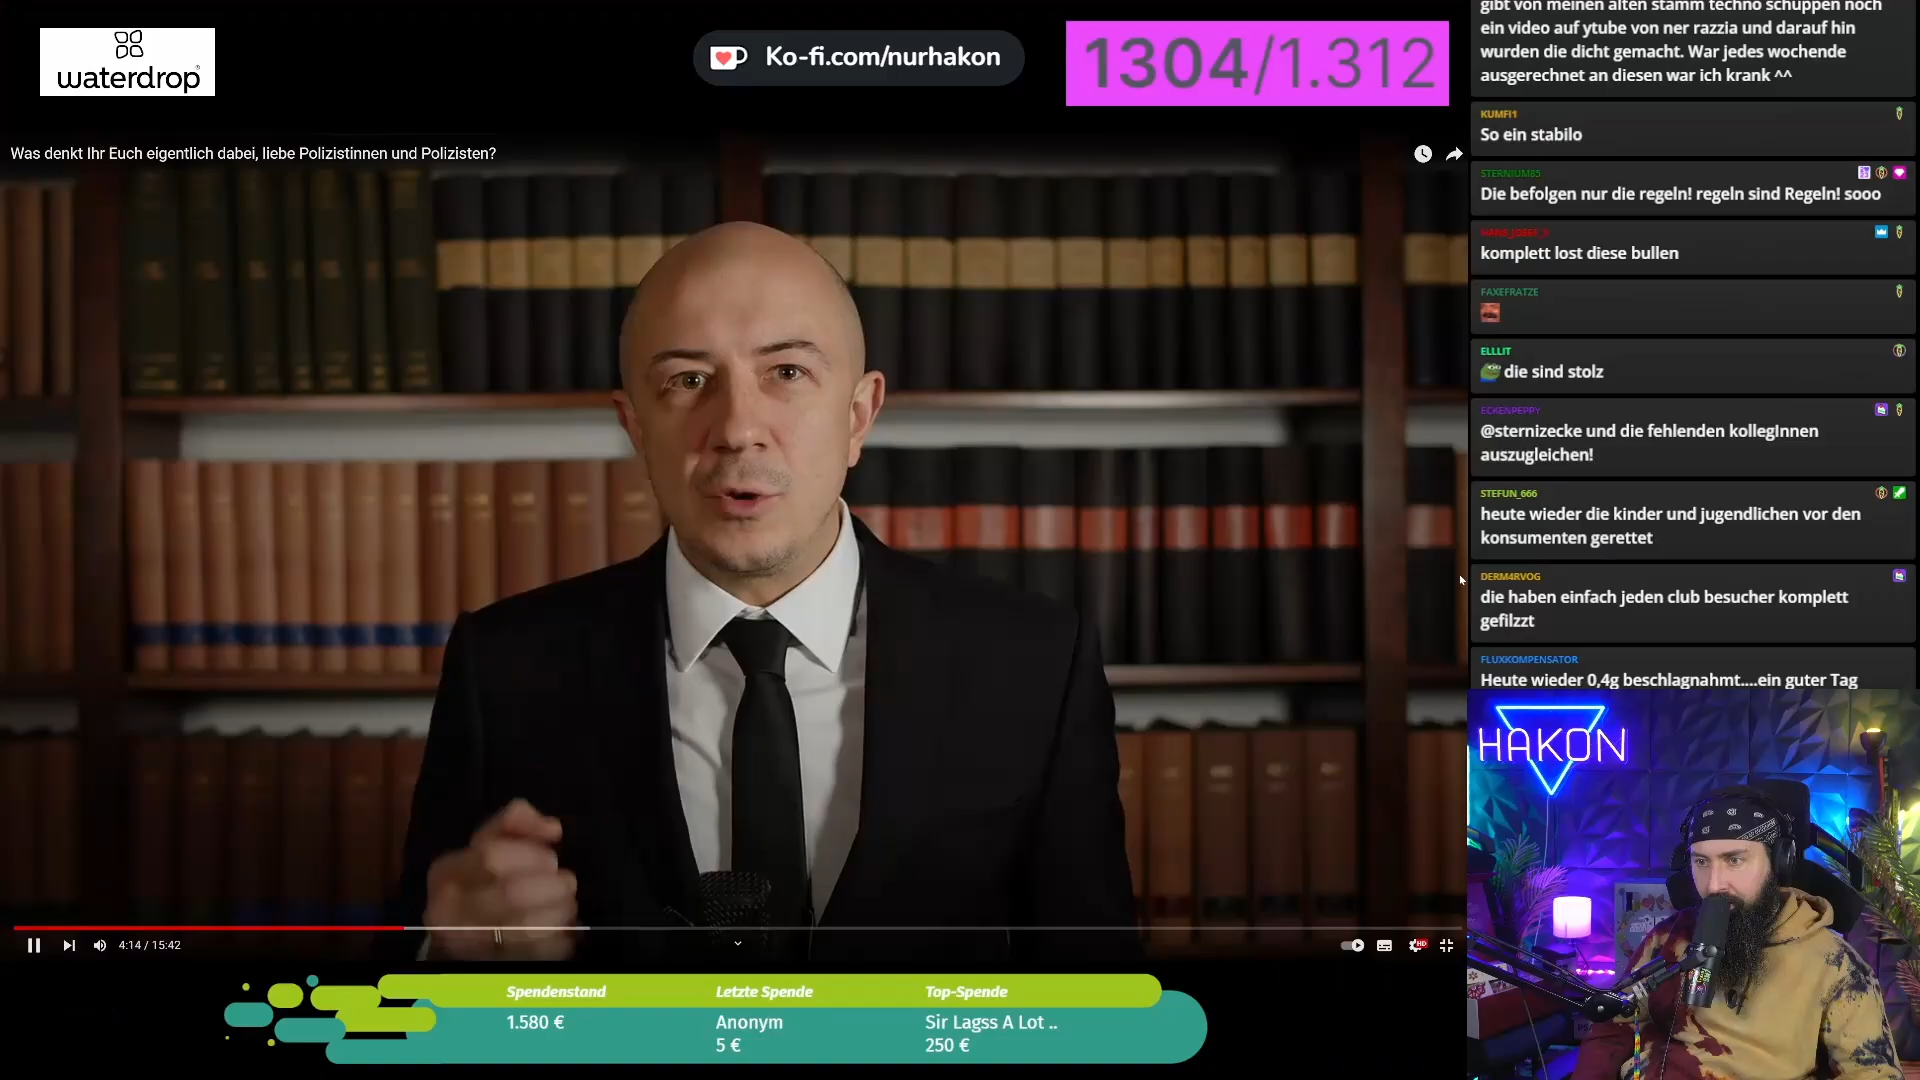 waterdrop
Ko-fi.com/nurhakon
1304/1.312
Was denkt Ihr Euch eigentlich dabei, liebe Polizistinnen und Polizisten?
4:14 / 15:42
HD
Spendenstand
Letzte Spende
Top-Spende
1.580 €
Anonym
Sir Lagss A Lot ..
5 €
250 €
gibt von meinen alten stamm techno schuppen noch
ein video auf ytube von ner razzia und darauf hin
wurden die dicht gemacht. War jedes wochende
ausgerechnet an diesen war ich krank ^^
KUMFI1
So ein stabilo
STERNIUM85
Die befolgen nur die regeln! regeln sind Regeln! sooo
komplett lost diese bullen
FAXEFRATZE
ELLLIT
die sind stolz
ECKENPEPPY
@sternizecke und die fehlenden kollegInnen
auszugleichen!
STEFUN_666
heute wieder die kinder und jugendlichen vor den
konsumenten gerettet
DERM4RVOG
die haben einfach jeden club besucher komplett
gefilzzt
FLUXKOMPENSATOR
Heute wieder 0,4g beschlagnahmt....ein guter Tag
HAKON